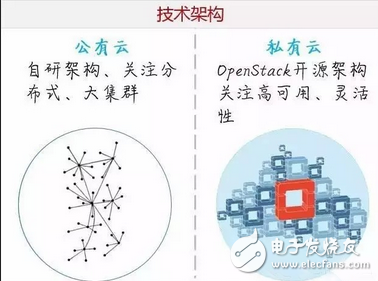 技术架构
公有云
自研架构、关注分
布式、大集群
私有云
OpenStack开源架构
关注高可用、灵活
性
电子发烧友
www.elecfans.com